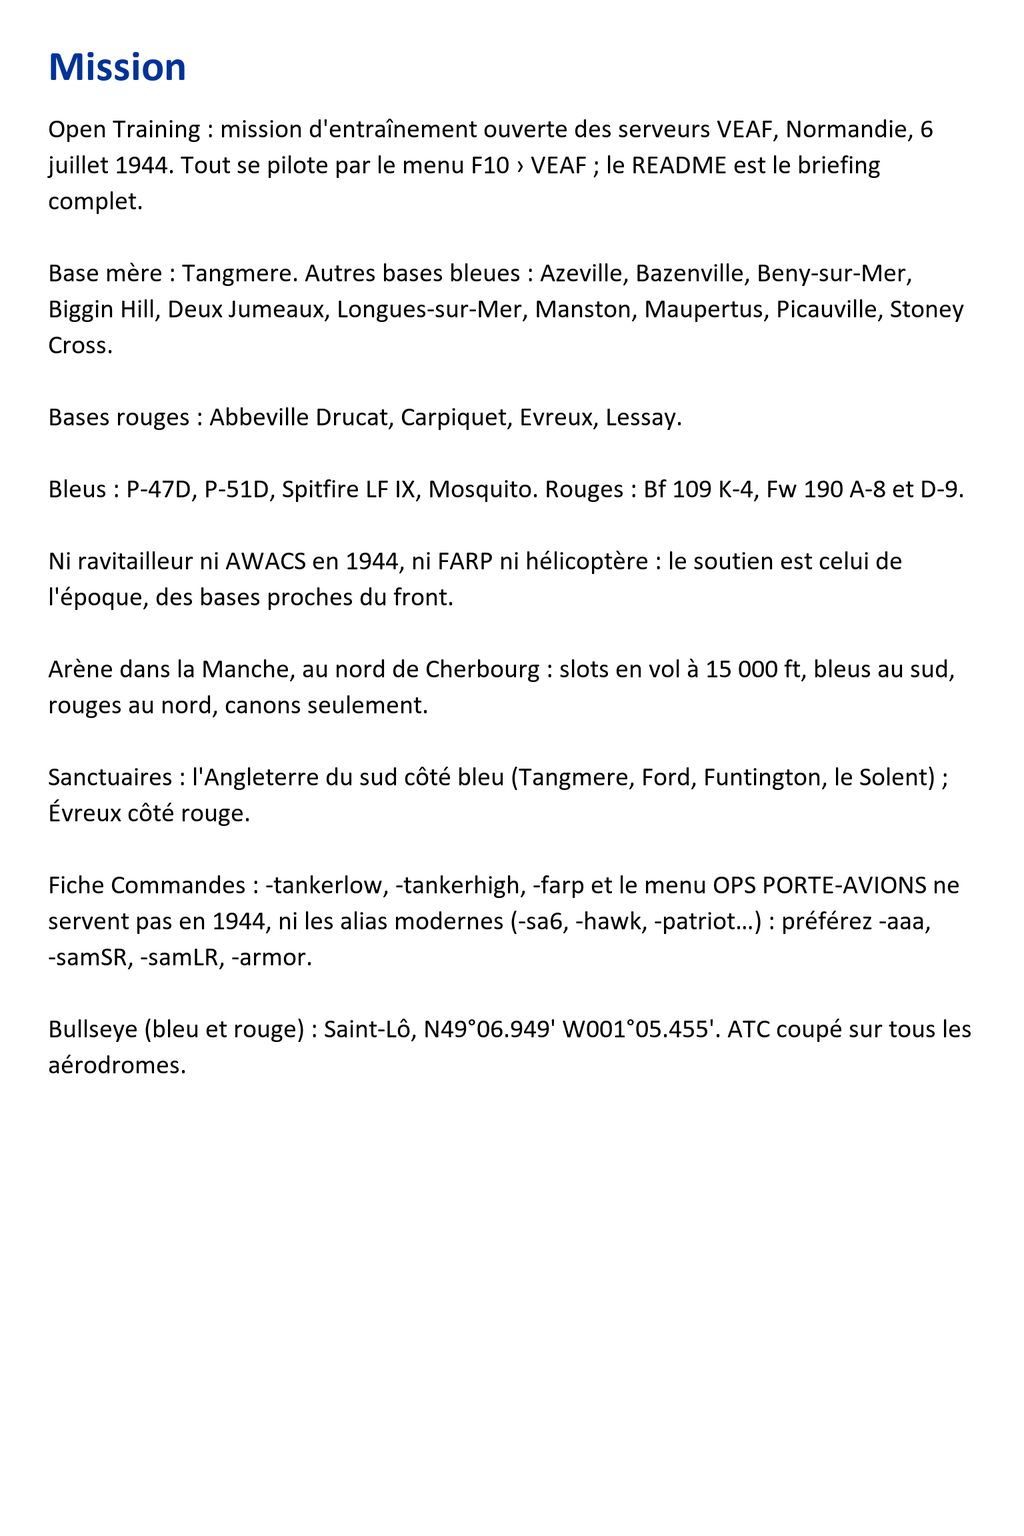 Mission
Open Training : mission d'entraînement ouverte des serveurs VEAF, Normandie, 6
juillet 1944. Tout se pilote par le menu F10 › VEAF ; le README est le briefing
complet.
Base mère : Tangmere. Autres bases bleues : Azeville, Bazenville, Beny-sur-Mer,
Biggin Hill, Deux Jumeaux, Longues-sur-Mer, Manston, Maupertus, Picauville, Stoney
Cross.
Bases rouges : Abbeville Drucat, Carpiquet, Evreux, Lessay.
Bleus : P-47D, P-51D, Spitfire LF IX, Mosquito. Rouges : Bf 109 K-4, Fw 190 A-8 et D-9.
Ni ravitailleur ni AWACS en 1944, ni FARP ni hélicoptère : le soutien est celui de
l'époque, des bases proches du front.
Arène dans la Manche, au nord de Cherbourg : slots en vol à 15 000 ft, bleus au sud,
rouges au nord, canons seulement.
Sanctuaires : l'Angleterre du sud côté bleu (Tangmere, Ford, Funtington, le Solent) ;
Évreux côté rouge.
Fiche Commandes : -tankerlow, -tankerhigh, -farp et le menu OPS PORTE-AVIONS ne
servent pas en 1944, ni les alias modernes (-sa6, -hawk, -patriot…) : préférez -aaa,
-samSR, -samLR, -armor.
Bullseye (bleu et rouge) : Saint-Lô, N49°06.949' W001°05.455'. ATC coupé sur tous les
aérodromes.